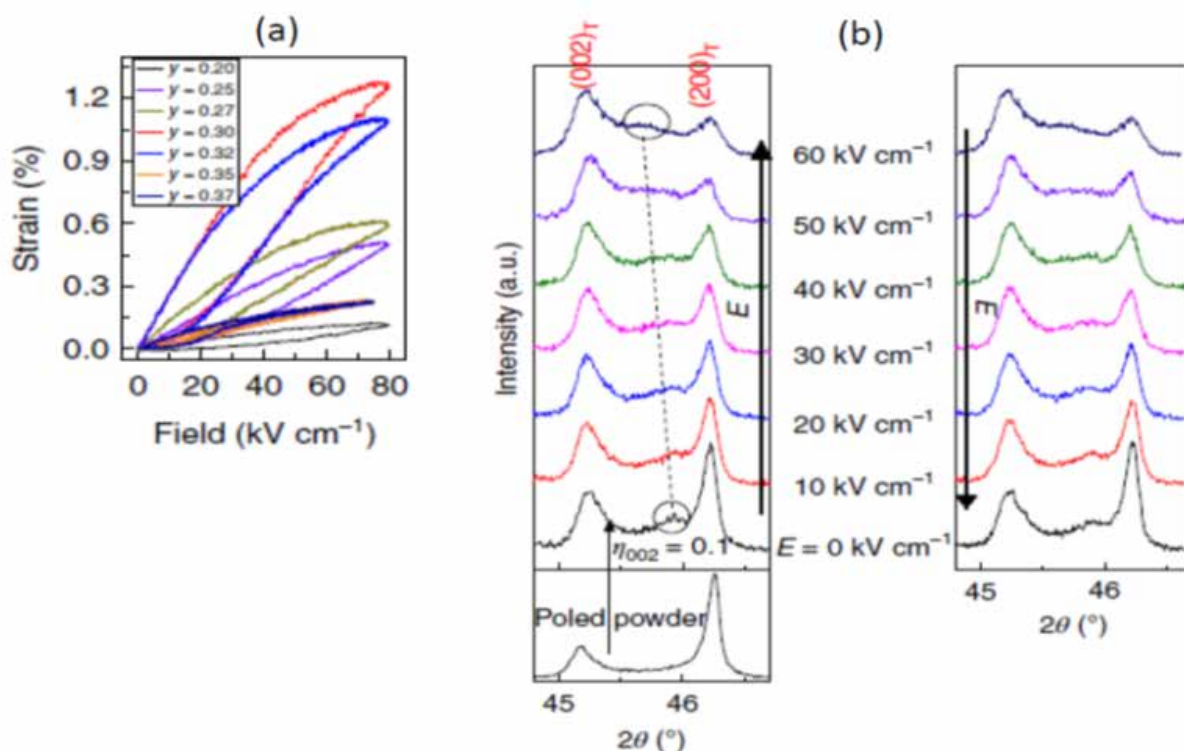 (a)
y = 0.20
y = 0.25
y = 0.27
y = 0.30
y = 0.32
y = 0.35
y = 0.37
1.2
0.9
0.6
0.3
0.0
Strain (%)
0 20 40 60 80
Field (kV cm⁻¹)
(b)
(002)T
(200)T
60 kV cm⁻¹
50 kV cm⁻¹
40 kV cm⁻¹
30 kV cm⁻¹
20 kV cm⁻¹
10 kV cm⁻¹
E = 0 kV cm⁻¹
E
E
Intensity (a.u.)
η002 = 0.1
Poled powder
45 46
2θ (°)
45 46
2θ (°)